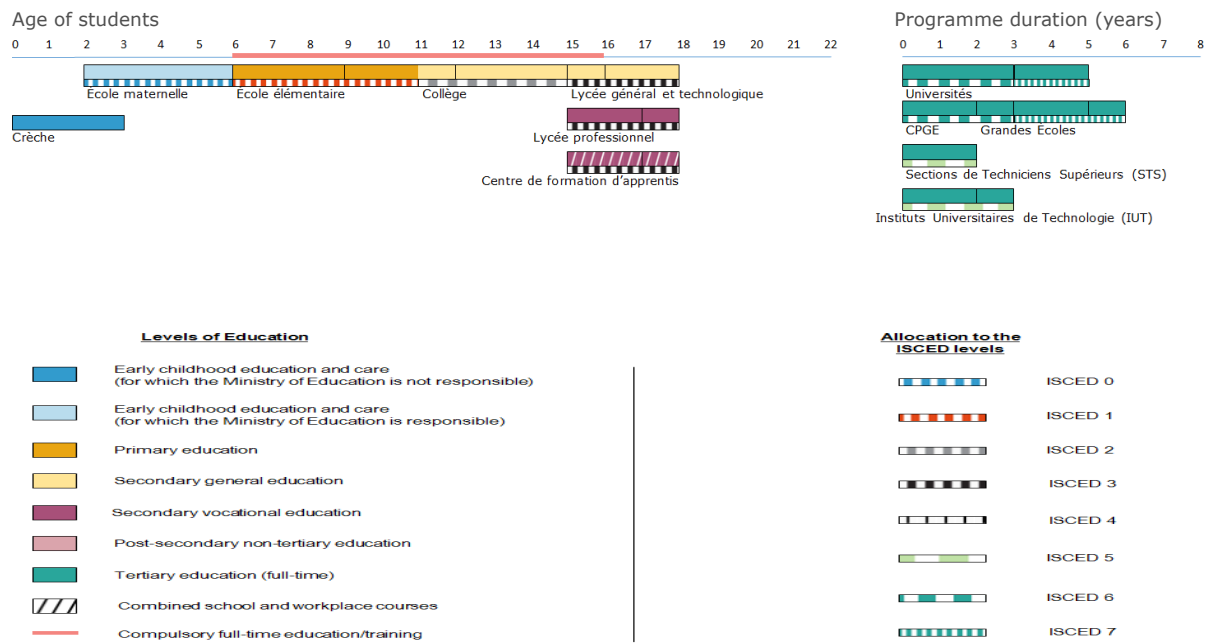 Age of students
Programme duration (years)
0 1 2 3 4 5 6 7 8 9 10 11 12 13 14 15 16 17 18 19 20 21 22
0 1 2 3 4 5 6 7 8
Ecole maternelle
Ecole élémentaire
Collège
Lycée général et technologique
Crèche
Lycée professionnel
Centre de formation d'apprentis
Universités
CPGE
Grandes Écoles
Sections de Techniciens Supérieurs (STS)
Instituts Universitaires de Technologie (IUT)
Levels of Education
Early childhood education and care
(for which the Ministry of Education is not responsible)
Early childhood education and care
(for which the Ministry of Education is responsible)
Primary education
Secondary general education
Secondary vocational education
Post-secondary non-tertiary education
Tertiary education (full-time)
Combined school and workplace courses
Compulsory full-time education/training
Allocation to the
ISCED levels
ISCED 0
ISCED 1
ISCED 2
ISCED 3
ISCED 4
ISCED 5
ISCED 6
ISCED 7